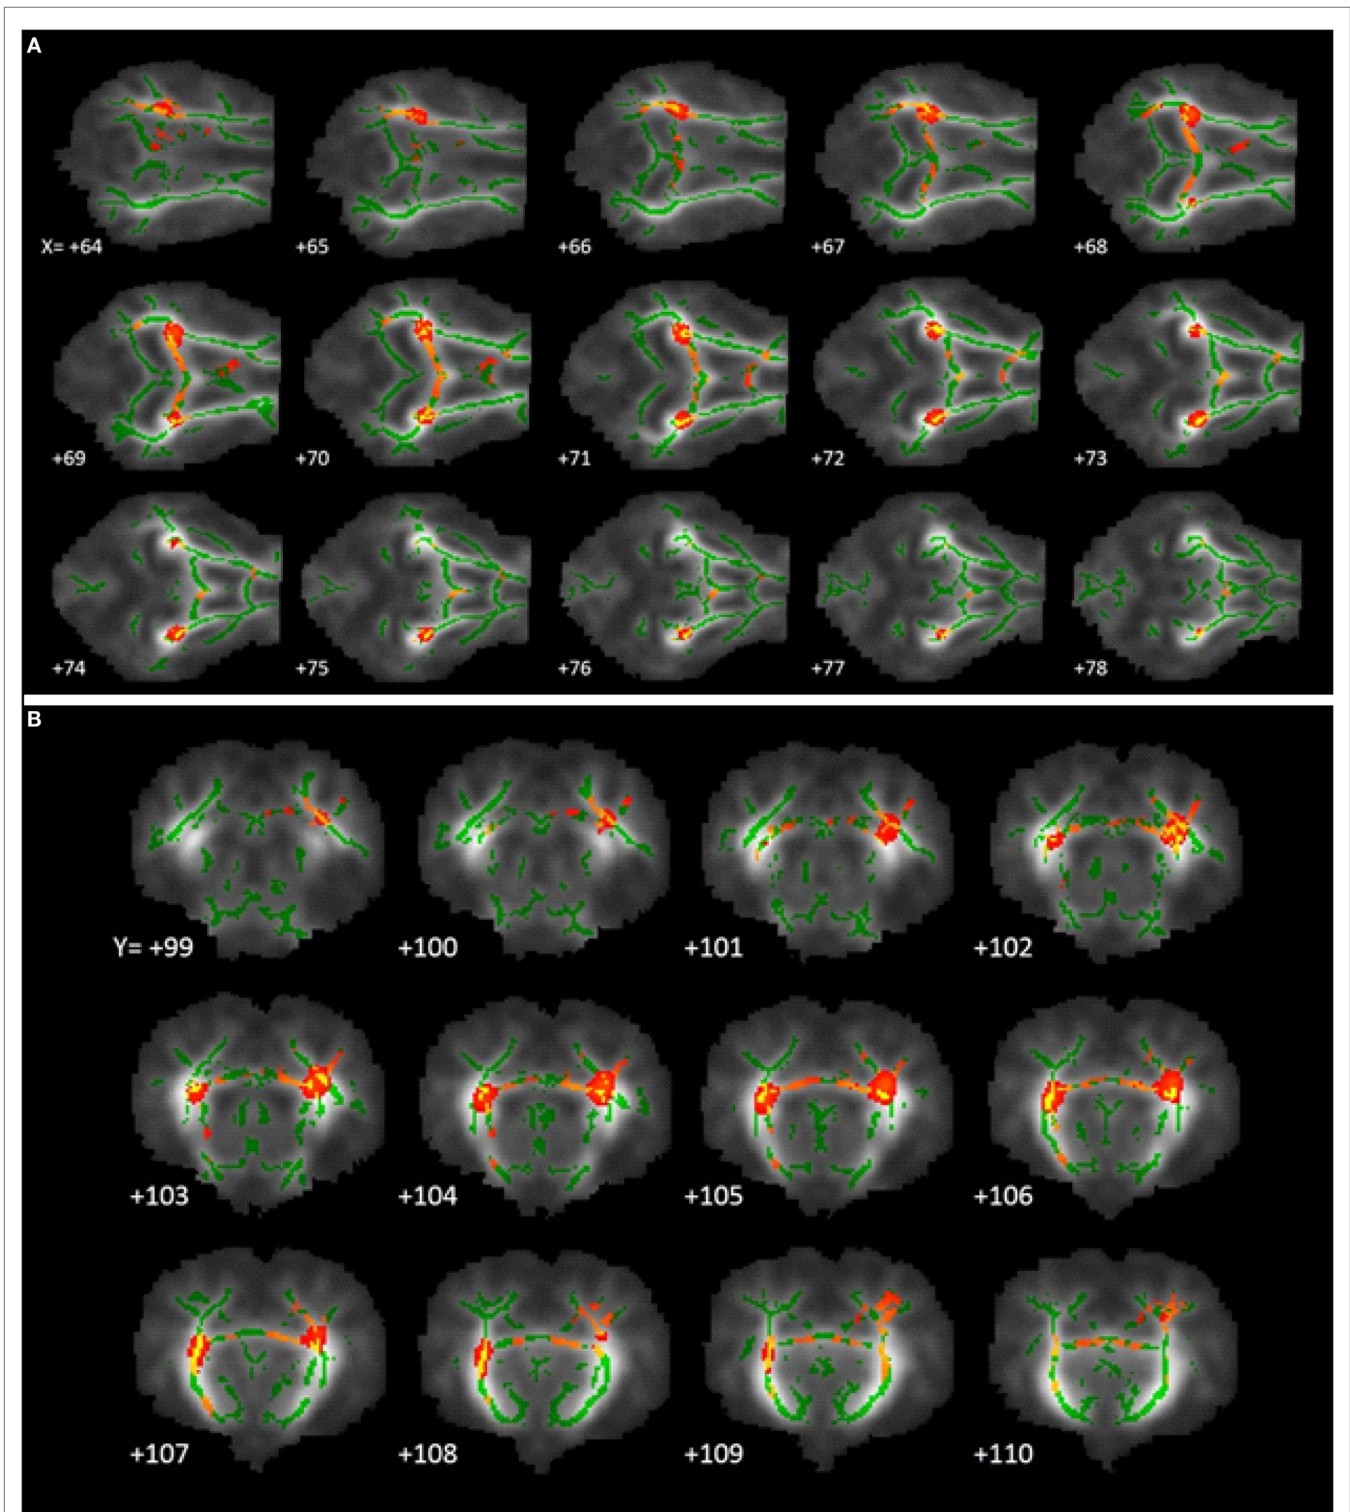 A
X= +64 +65 +66 +67 +68
+69 +70 +71 +72 +73
+74 +75 +76 +77 +78
B
Y= +99 +100 +101 +102
+103 +104 +105 +106
+107 +108 +109 +110